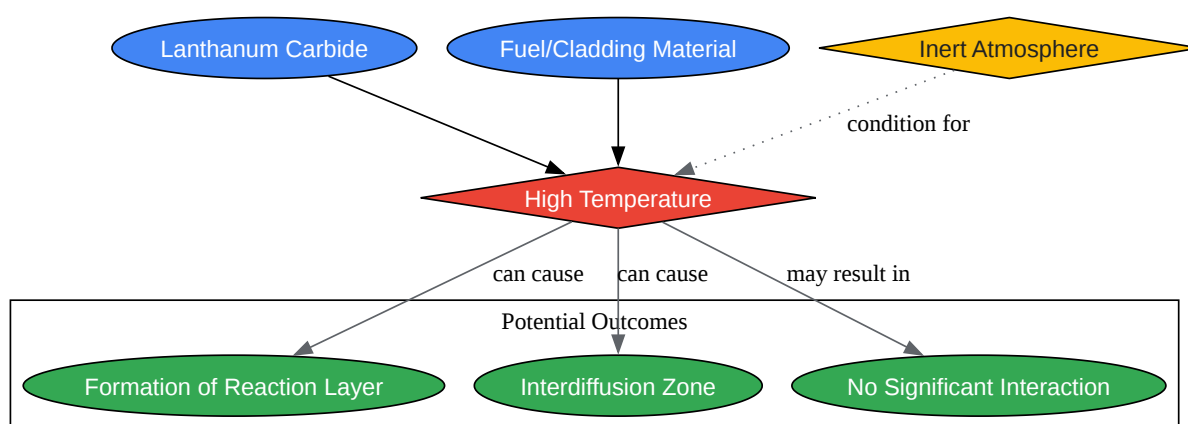 Lanthanum Carbide
Fuel/Cladding Material
Inert Atmosphere
condition for
High Temperature
can cause
can cause
may result in
Potential Outcomes
Formation of Reaction Layer
Interdiffusion Zone
No Significant Interaction